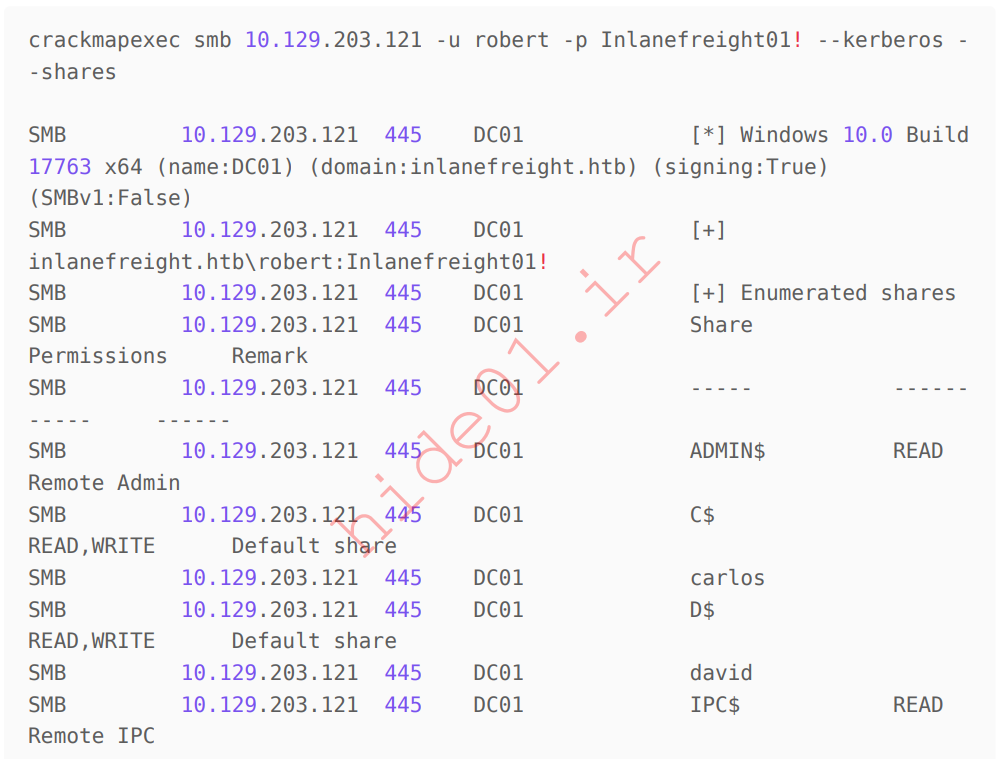 crackmapexec smb 10.129.203.121 -u robert -p Inlanefreight01! --kerberos -
-shares
SMB 10.129.203.121 445 DC01 [*] Windows 10.0 Build
17763 x64 (name:DC01) (domain:inlanefreight.htb) (signing:True)
(SMBv1:False)
SMB 10.129.203.121 445 DC01 [+]
inlanefreight.htb\robert:Inlanefreight01!
SMB 10.129.203.121 445 DC01 [+] Enumerated shares
SMB 10.129.203.121 445 DC01 Share
Permissions Remark
SMB 10.129.203.121 445 DC01 ----- ------
----- ------
SMB 10.129.203.121 445 DC01 ADMIN$ READ
Remote Admin
SMB 10.129.203.121 445 DC01 C$
READ,WRITE Default share
SMB 10.129.203.121 445 DC01 carlos
SMB 10.129.203.121 445 DC01 D$
READ,WRITE Default share
SMB 10.129.203.121 445 DC01 david
SMB 10.129.203.121 445 DC01 IPC$ READ
Remote IPC
hide01.ir